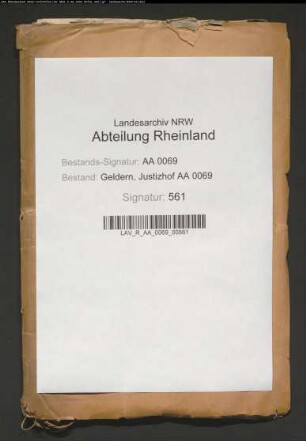 Landesarchiv NRW
Abteilung Rheinland
Bestands-Signatur: AA 0069
Bestand: Geldern, Justizhof AA 0069
Signatur: 561
LAV_R_AA_0069_00561